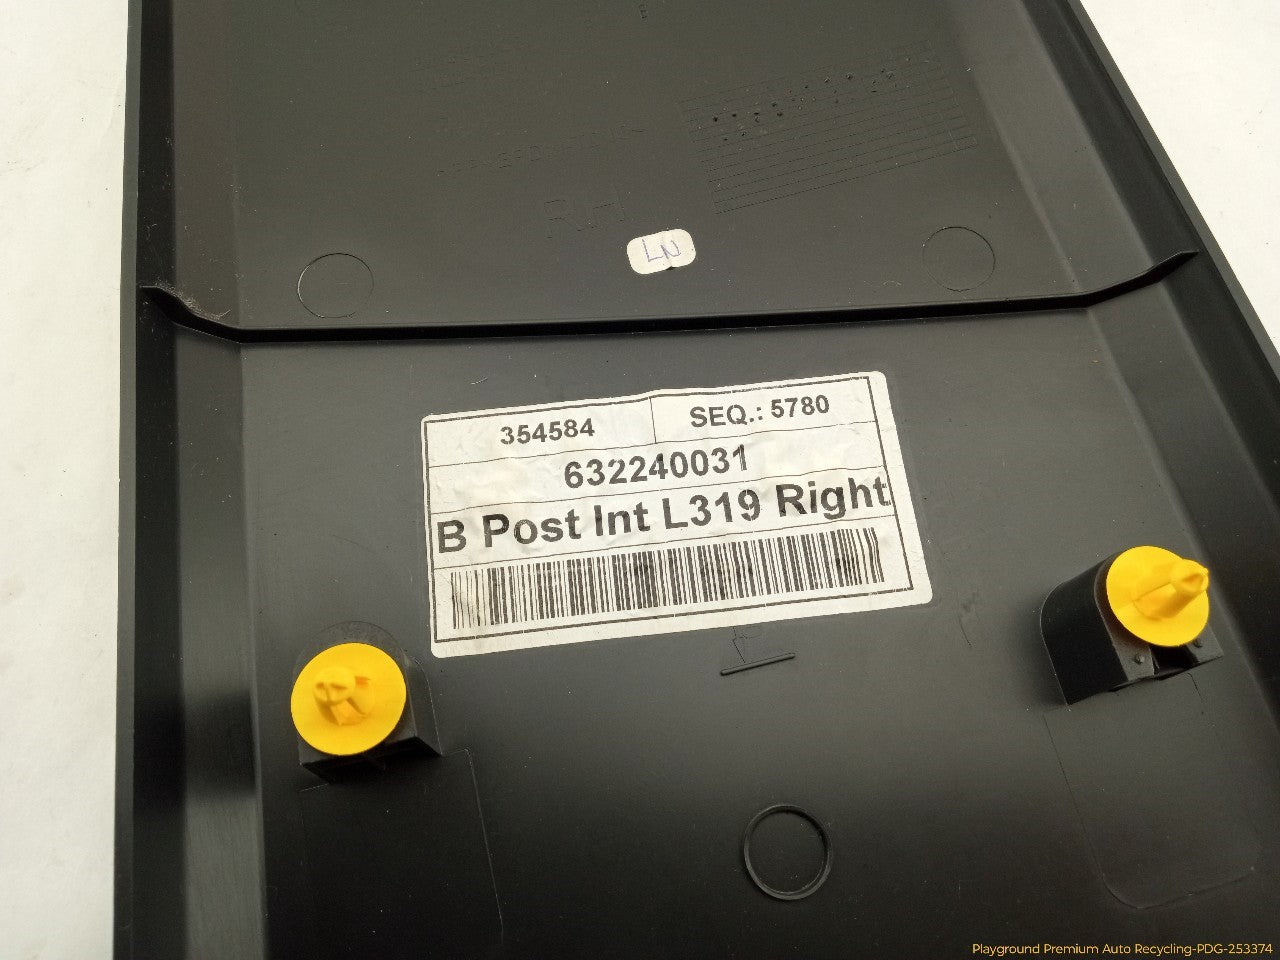 E
RH
LN
354584
SEQ.: 5780
632240031
B Post Int L319 Right
Playground Premium Auto Recycling-PDG-253374